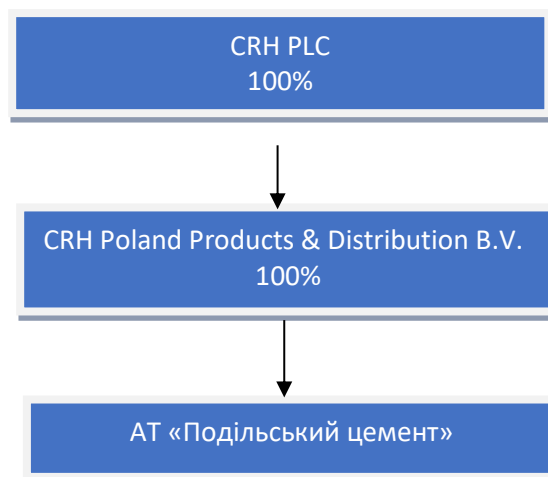 CRH PLC
100%
CRH Poland Products & Distribution B.V.
100%
АТ «Подільський цемент»